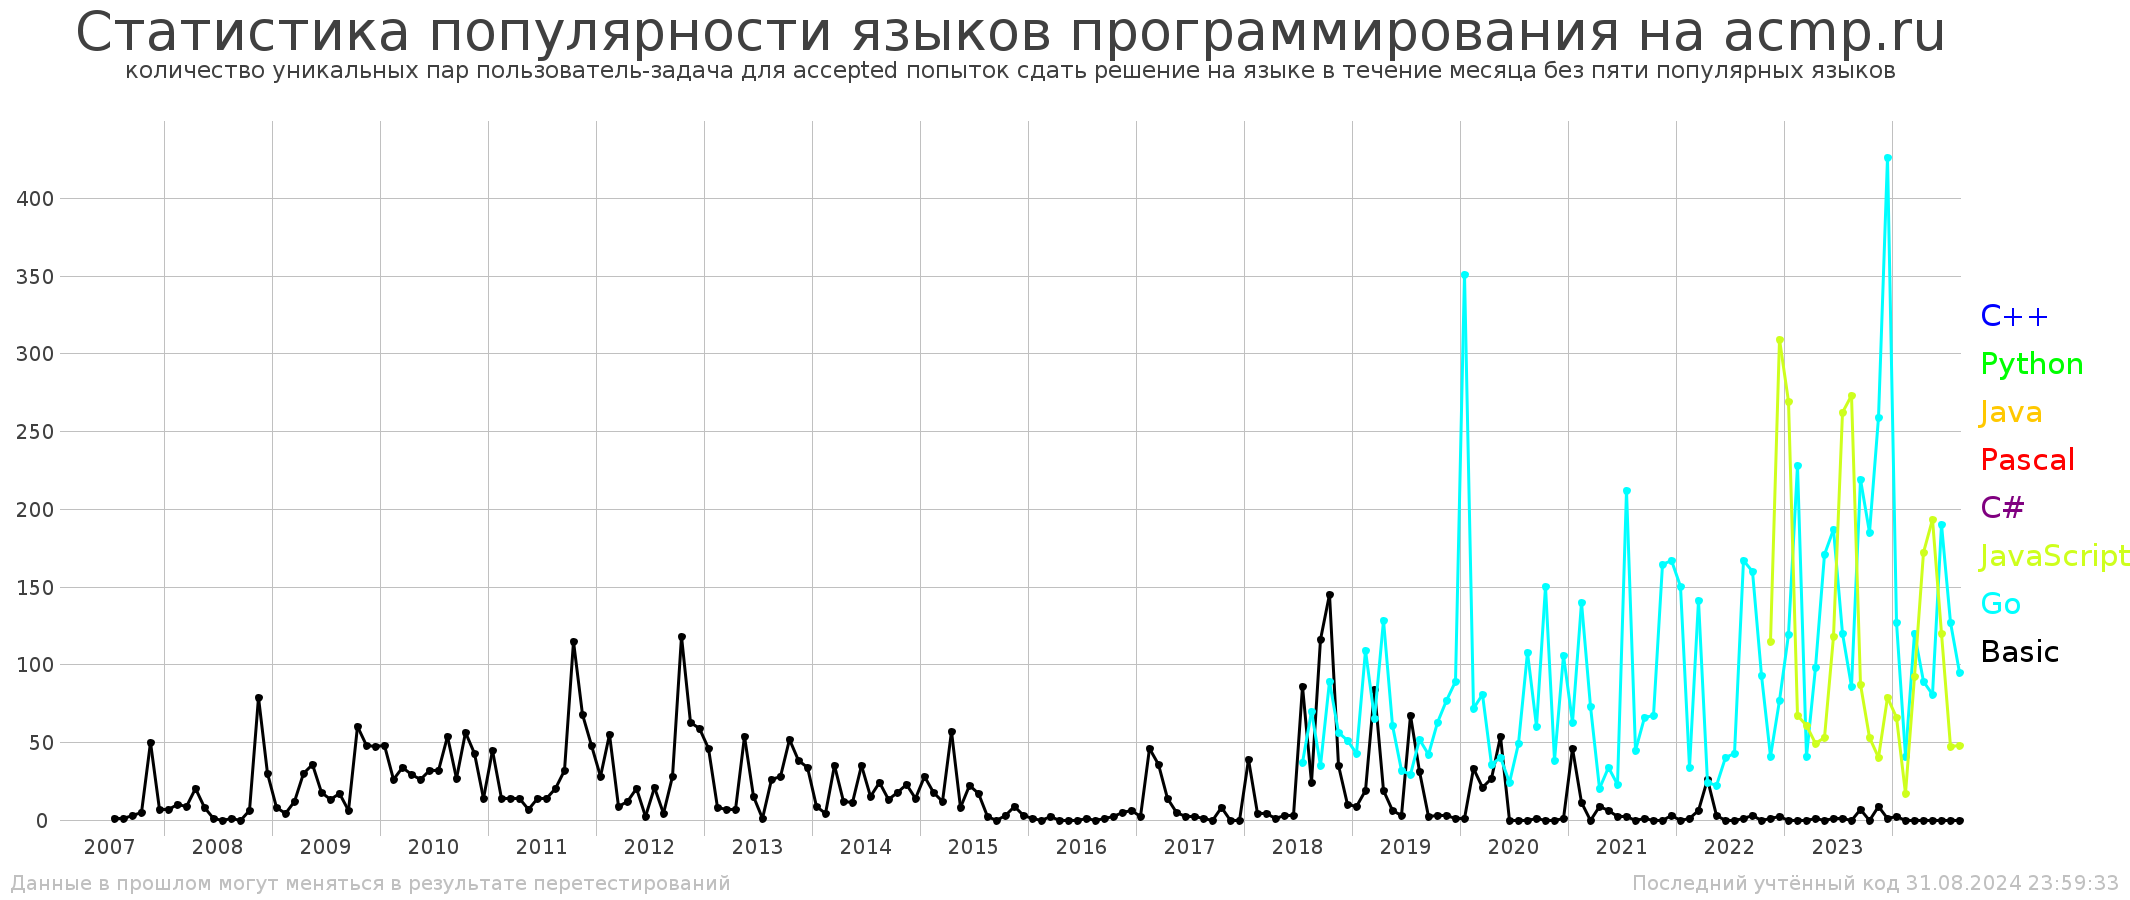 Статистика популярности языков программирования на acmp.ru
количество уникальных пар пользователь-задача для accepted попыток сдать решение на языке в течение месяца без пяти популярных языков
400
350
300
250
200
150
100
50
0
C++
Python
Java
Pascal
C#
JavaScript
Go
Basic
2007 2008 2009 2010 2011 2012 2013 2014 2015 2016 2017 2018 2019 2020 2021 2022 2023
Данные в прошлом могут меняться в результате перетестирований
Последний учтённый код 31.08.2024 23:59:33